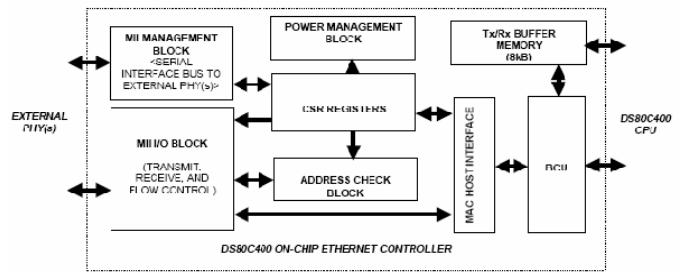 MII MANAGEMENT
BLOCK
<SERIAL
INTERFACE BUS TO
EXTERNAL PHY(s)>
POWER MANAGEMENT
BLOCK
Tx/Rx BUFFER
MEMORY
(8kB)
EXTERNAL
PHY(s)
CSR REGISTERS
MII I/O BLOCK
(TRANSMIT,
RECEIVE, AND
FLOW CONTROL)
ADDRESS CHECK
BLOCK
MAC HOST INTERFACE
BCU
DS80C400
CPU
DS80C400 ON-CHIP ETHERNET CONTROLLER